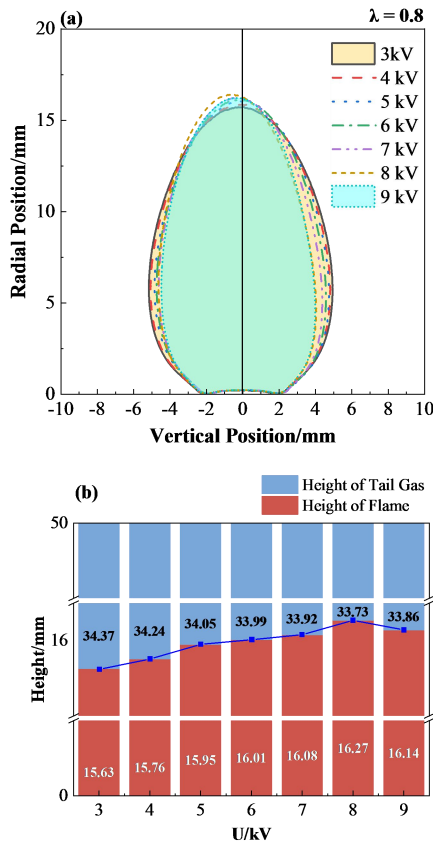 (a)
λ = 0.8
20
15
10
5
0
Radial Position/mm
3kV
4 kV
5 kV
6 kV
7 kV
8 kV
9 kV
-10 -8 -6 -4 -2 0 2 4 6 8 10
Vertical Position/mm
(b)
Height of Tail Gas
Height of Flame
50
16
0
Height/mm
34.37 34.24 34.05 33.99 33.92 33.73 33.86
15.63 15.76 15.95 16.01 16.08 16.27 16.14
3 4 5 6 7 8 9
U/kV